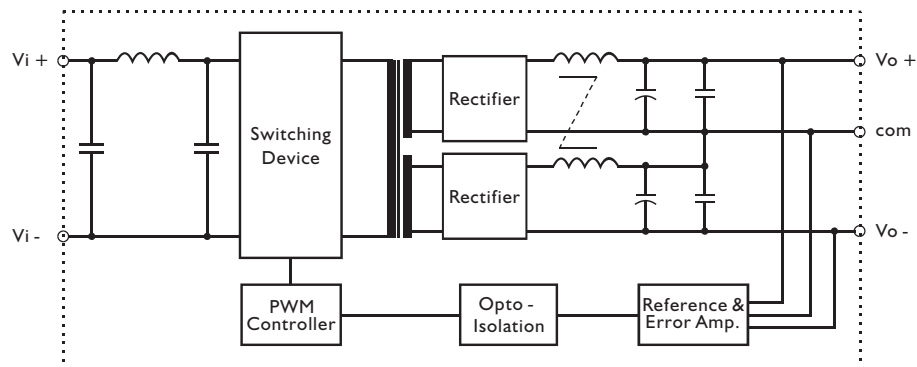 Vi +
Vo +
Switching
Device
Rectifier
com
Rectifier
Vi -
Vo -
PWM
Controller
Opto -
Isolation
Reference &
Error Amp.